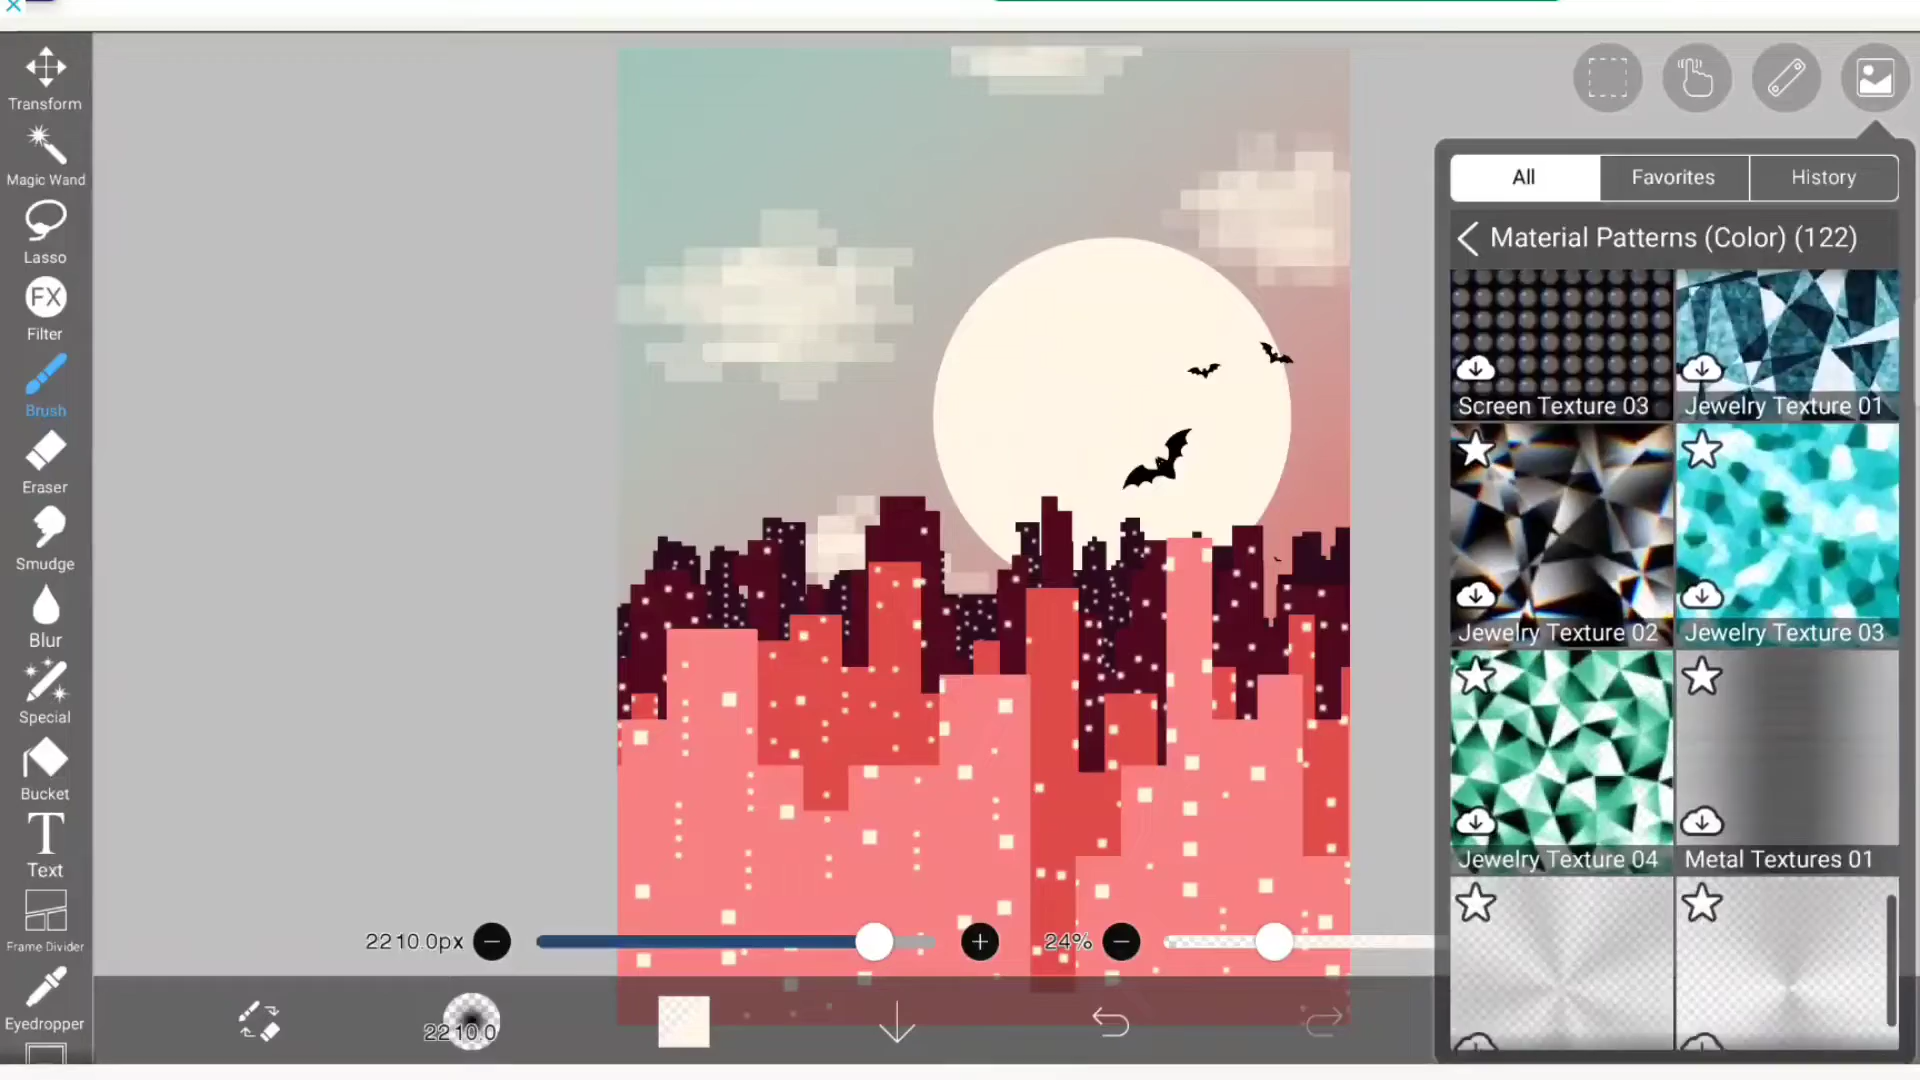 Transform
Magic Wand
Lasso
FX
Filter
Brush
Eraser
Smudge
Blur
Special
Bucket
T
Text
Frame Divider
Eyedropper
2210.0px
24%
2210.0
All
Favorites
History
Material Patterns (Color) (122)
Screen Texture 03
Jewelry Texture 01
Jewelry Texture 02
Jewelry Texture 03
Jewelry Texture 04
Metal Textures 01